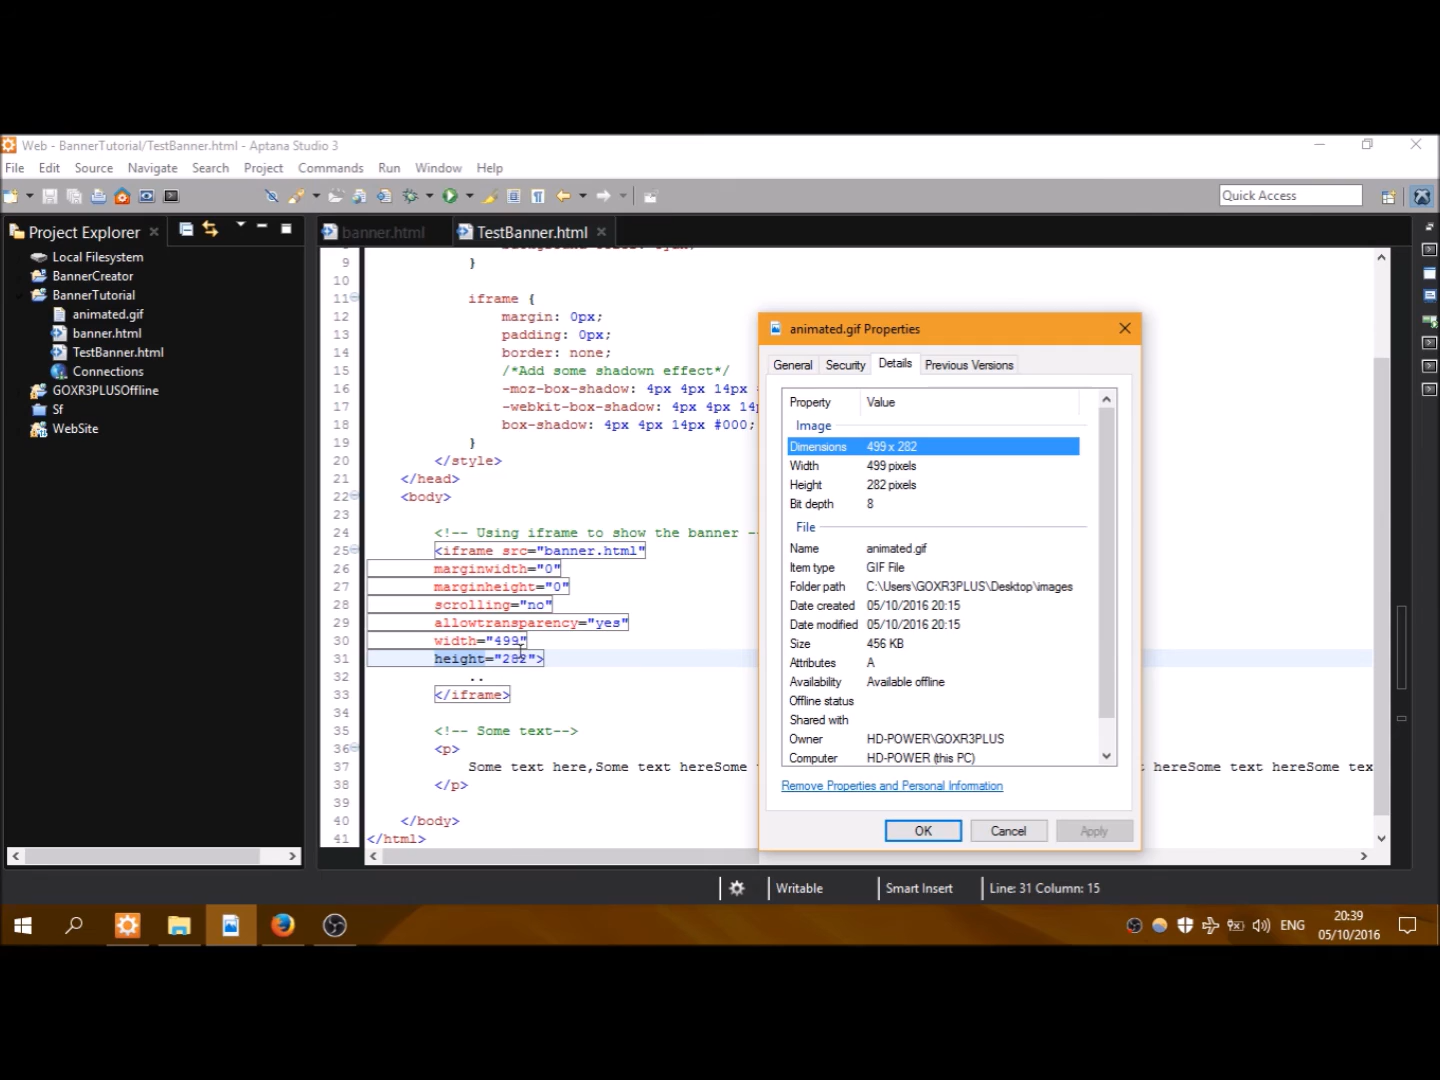 Web - BannerTutorial/TestBanner.html - Aptana Studio 3
File Edit Source Navigate Search Project Commands Run Window Help
Quick Access
Project Explorer
Local Filesystem
BannerCreator
BannerTutorial
animated.gif
banner.html
TestBanner.html
Connections
GOXR3PLUSOffline
Sf
WebSite
banner.html
TestBanner.html
9 }
10
11 iframe {
12 margin: 0px;
13 padding: 0px;
14 border: none;
15 /*Add some shadown effect*/
16 -moz-box-shadow: 4px 4px 14px
17 -webkit-box-shadow: 4px 4px 14p
18 box-shadow: 4px 4px 14px #000;
19 }
20 </style>
21 </head>
22 <body>
23
24 <!-- Using iframe to show the banner -
25 <iframe src="banner.html"
26 marginwidth="0"
27 marginheight="0"
28 scrolling="no"
29 allowtransparency="yes"
30 width="499"
31 height="282">
32 ..
33 </iframe>
34
35 <!-- Some text-->
36 <p>
37 Some text here,Some text hereSome hereSome text hereSome tex
38 </p>
39
40 </body>
41 </html>
animated.gif Properties
General Security Details Previous Versions
Property Value
Image
Dimensions 499 x 282
Width 499 pixels
Height 282 pixels
Bit depth 8
File
Name animated.gif
Item type GIF File
Folder path C:\Users\GOXR3PLUS\Desktop\images
Date created 05/10/2016 20:15
Date modified 05/10/2016 20:15
Size 456 KB
Attributes A
Availability Available offline
Offline status
Shared with
Owner HD-POWER\GOXR3PLUS
Computer HD-POWER (this PC)
Remove Properties and Personal Information
OK Cancel Apply
Writable Smart Insert Line: 31 Column: 15
ENG
20:39
05/10/2016